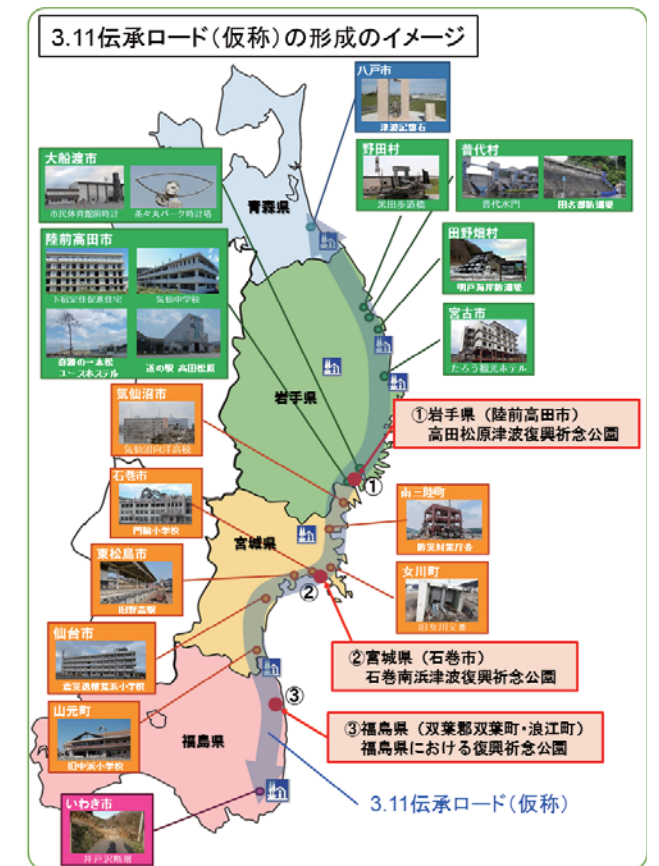 3.11伝承ロード(仮称)の形成のイメージ
八戸市
津波記憶石
大船渡市
市民体育館前時計
茶々丸パーク時計塔
野田村
米田歩道橋
普代村
普代水門
田名部防潮堤
青森県
陸前高田市
下宿定住促進住宅
気仙中学校
奇跡の一本松
ユースホステル
道の駅 高田松原
田野畑村
明戸海岸防潮堤
宮古市
たろう観光ホテル
岩手県
気仙沼市
気仙沼向洋高校
①岩手県(陸前高田市)
高田松原津波復興祈念公園
①
石巻市
門脇小学校
南三陸町
防災対策庁舎
宮城県
東松島市
旧野蒜駅
女川町
旧女川交番
②
仙台市
震災遺構荒浜小学校
②宮城県(石巻市)
石巻南浜津波復興祈念公園
山元町
旧中浜小学校
③
③福島県(双葉郡双葉町・浪江町)
福島県における復興祈念公園
福島県
いわき市
井戸沢断層
3.11伝承ロード(仮称)